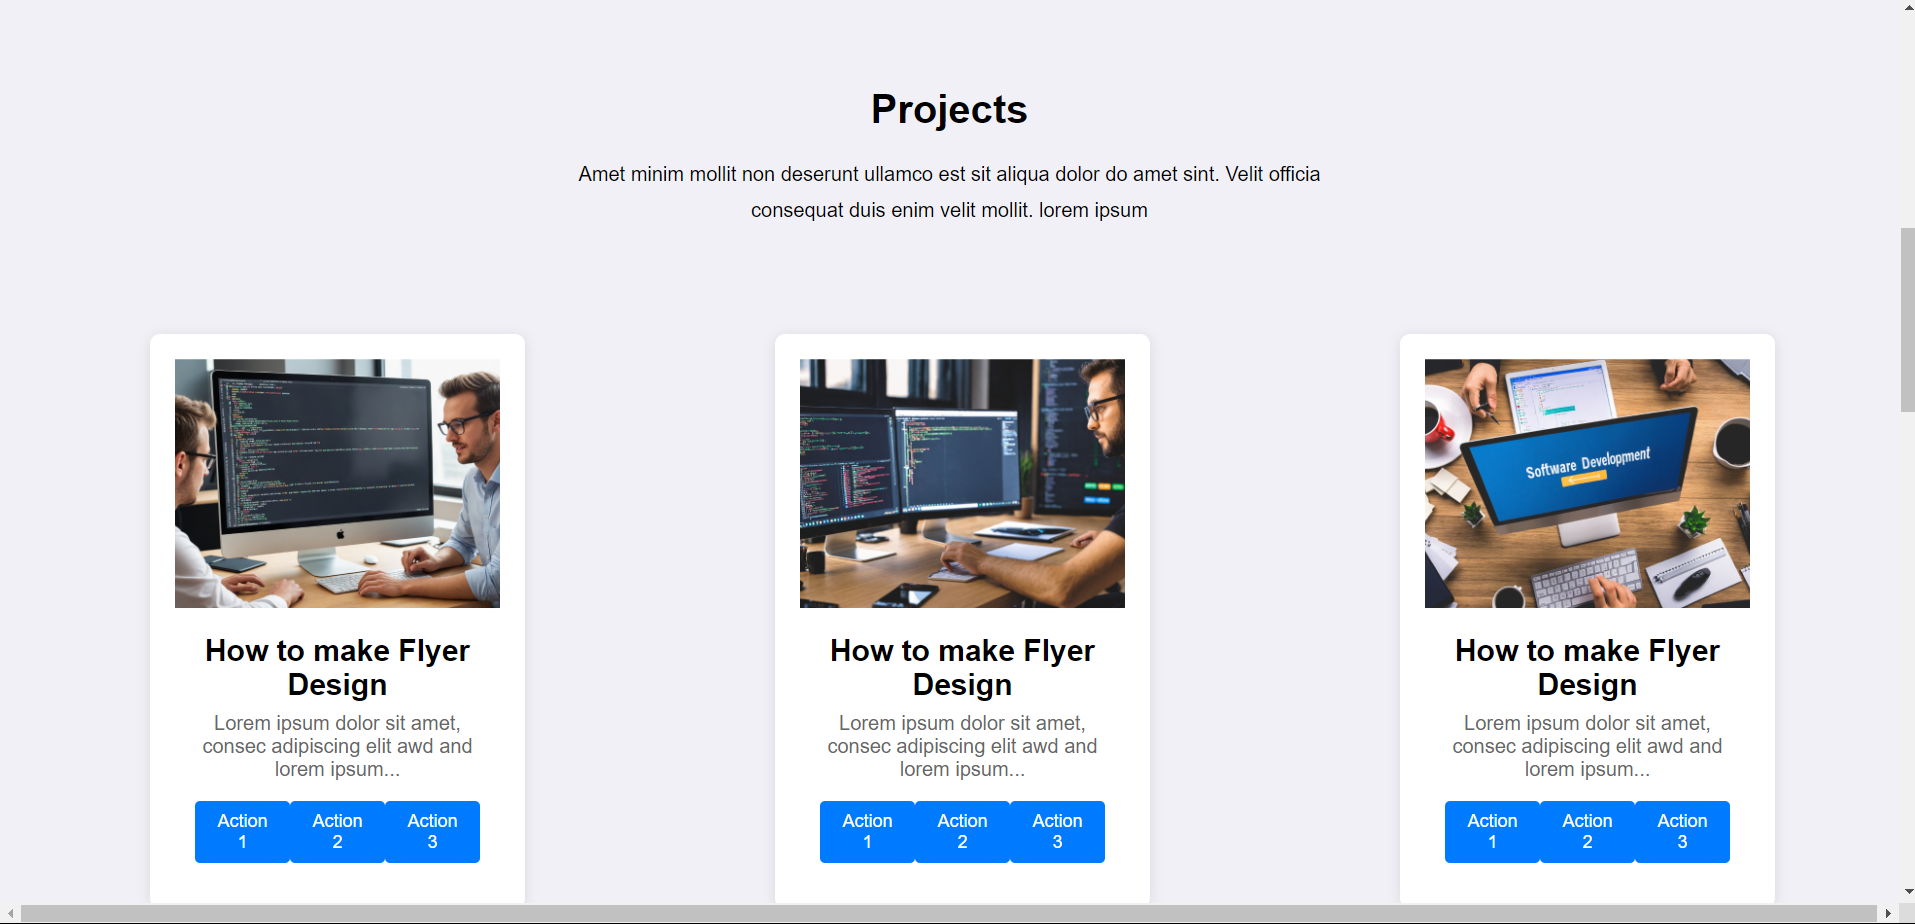 Projects
Amet minim mollit non deserunt ullamco est sit aliqua dolor do amet sint. Velit officia
consequat duis enim velit mollit. lorem ipsum
Software Development
How to make Flyer
Design
Lorem ipsum dolor sit amet,
consec adipiscing elit awd and
lorem ipsum...
Action
1
Action
2
Action
3
How to make Flyer
Design
Lorem ipsum dolor sit amet,
consec adipiscing elit awd and
lorem ipsum...
Action
1
Action
2
Action
3
How to make Flyer
Design
Lorem ipsum dolor sit amet,
consec adipiscing elit awd and
lorem ipsum...
Action
1
Action
2
Action
3